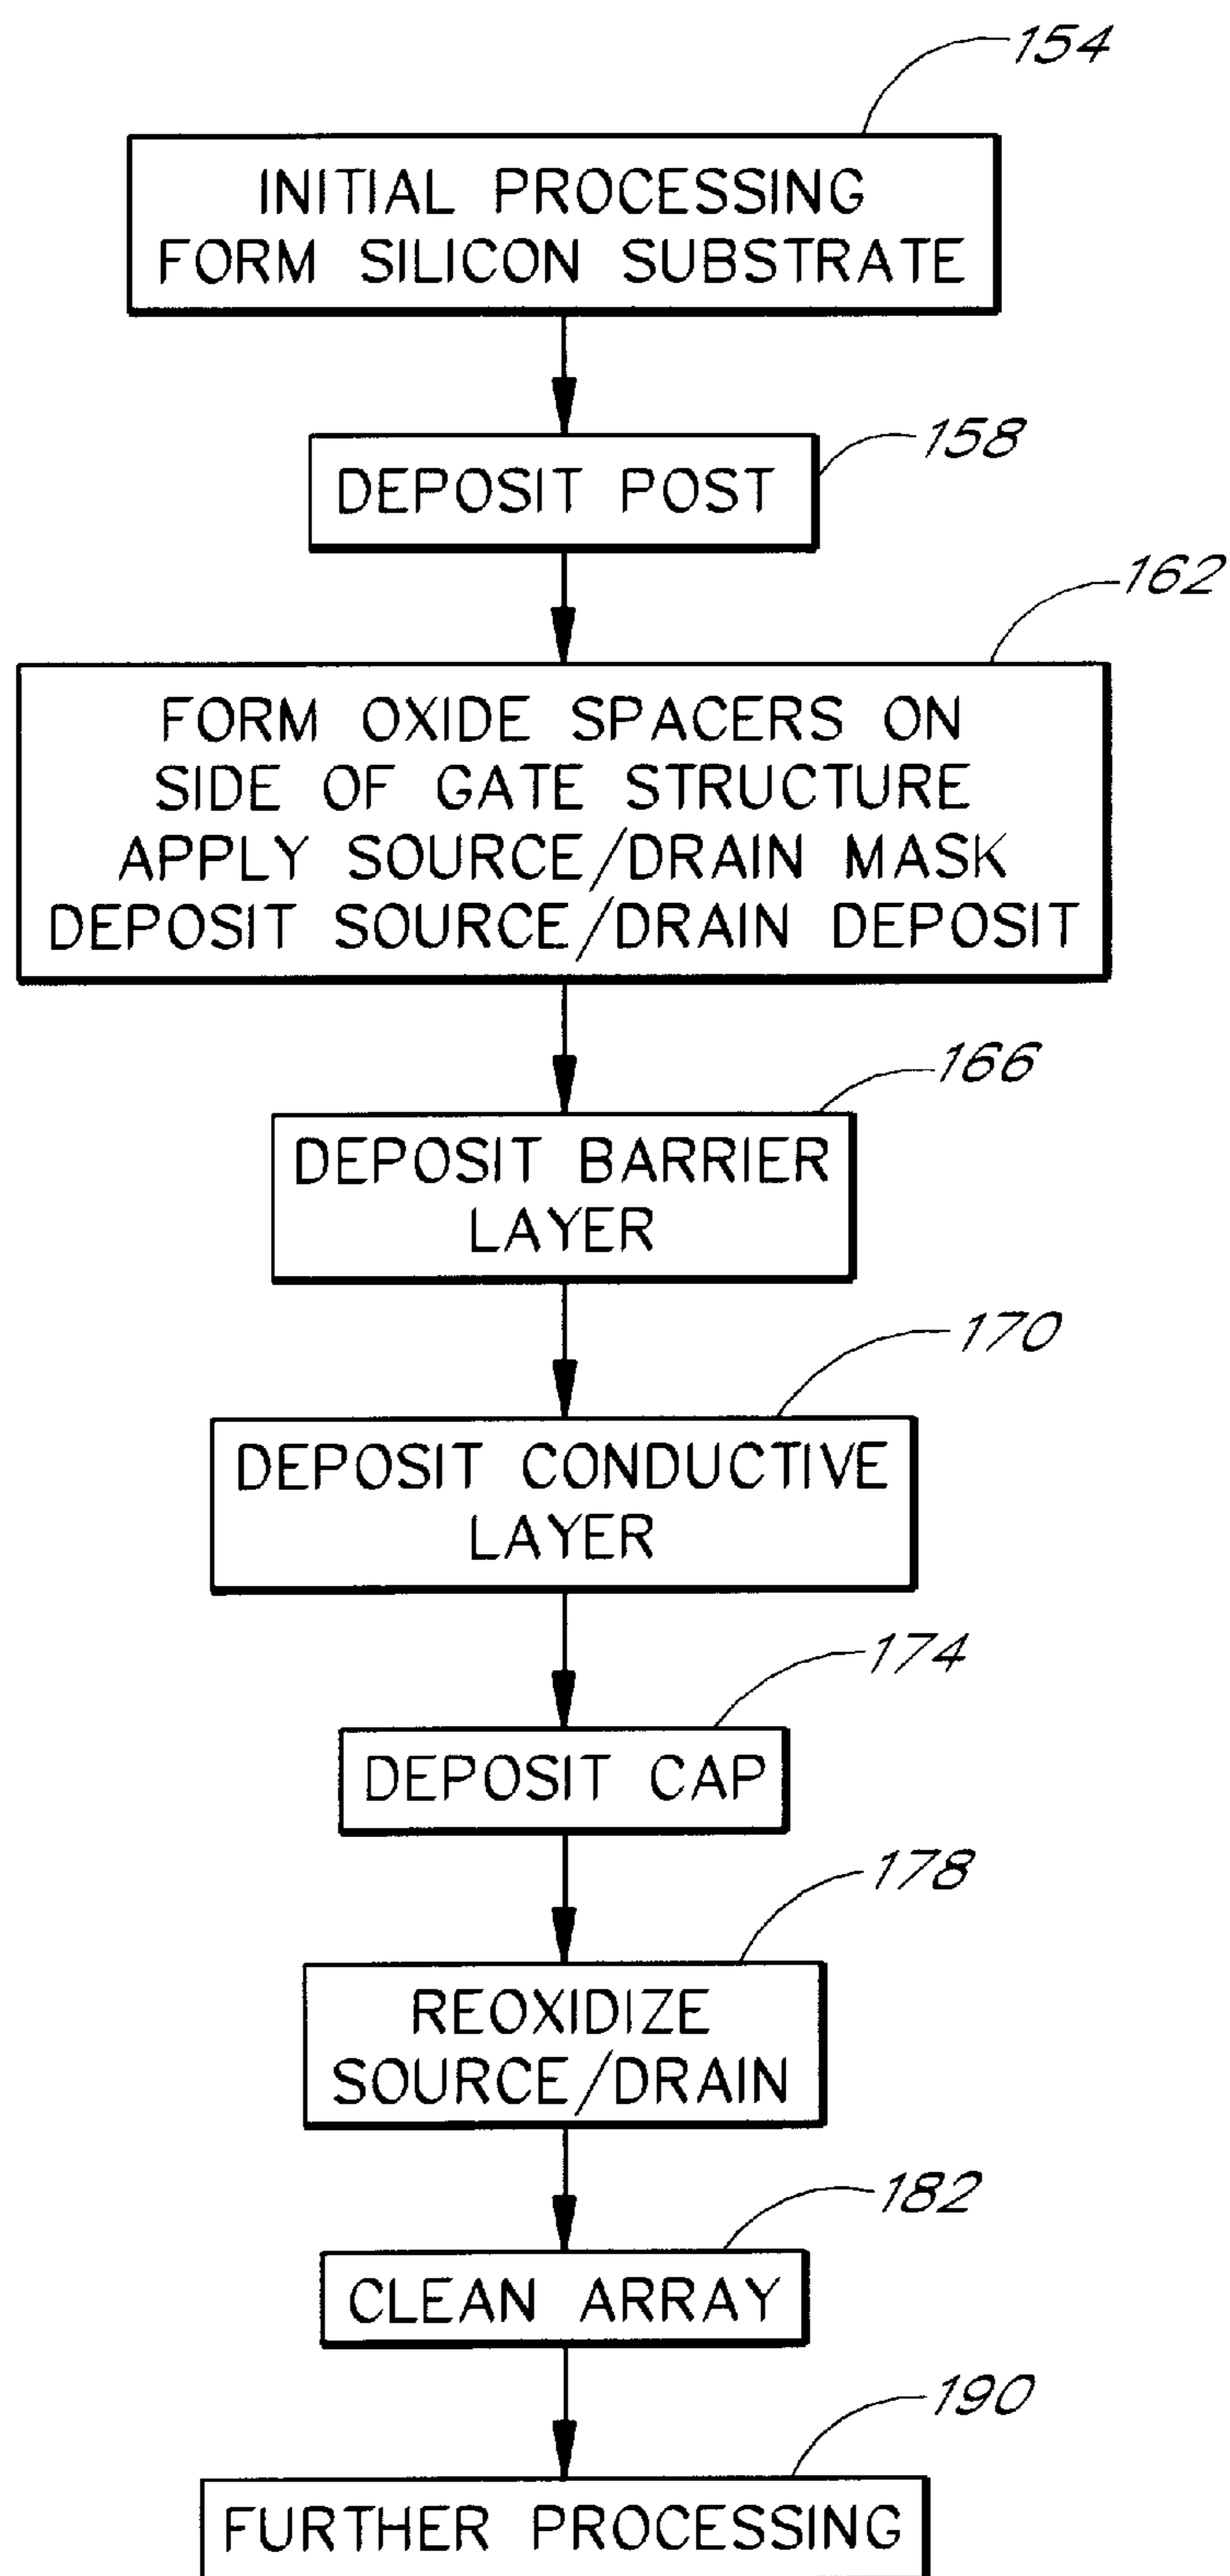 154
INITIAL PROCESSING
FORM SILICON SUBSTRATE
158
DEPOSIT POST
162
FORM OXIDE SPACERS ON
SIDE OF GATE STRUCTURE
APPLY SOURCE/DRAIN MASK
DEPOSIT SOURCE/DRAIN DEPOSIT
166
DEPOSIT BARRIER
LAYER
170
DEPOSIT CONDUCTIVE
LAYER
174
DEPOSIT CAP
178
REOXIDIZE
SOURCE/DRAIN
182
CLEAN ARRAY
190
FURTHER PROCESSING